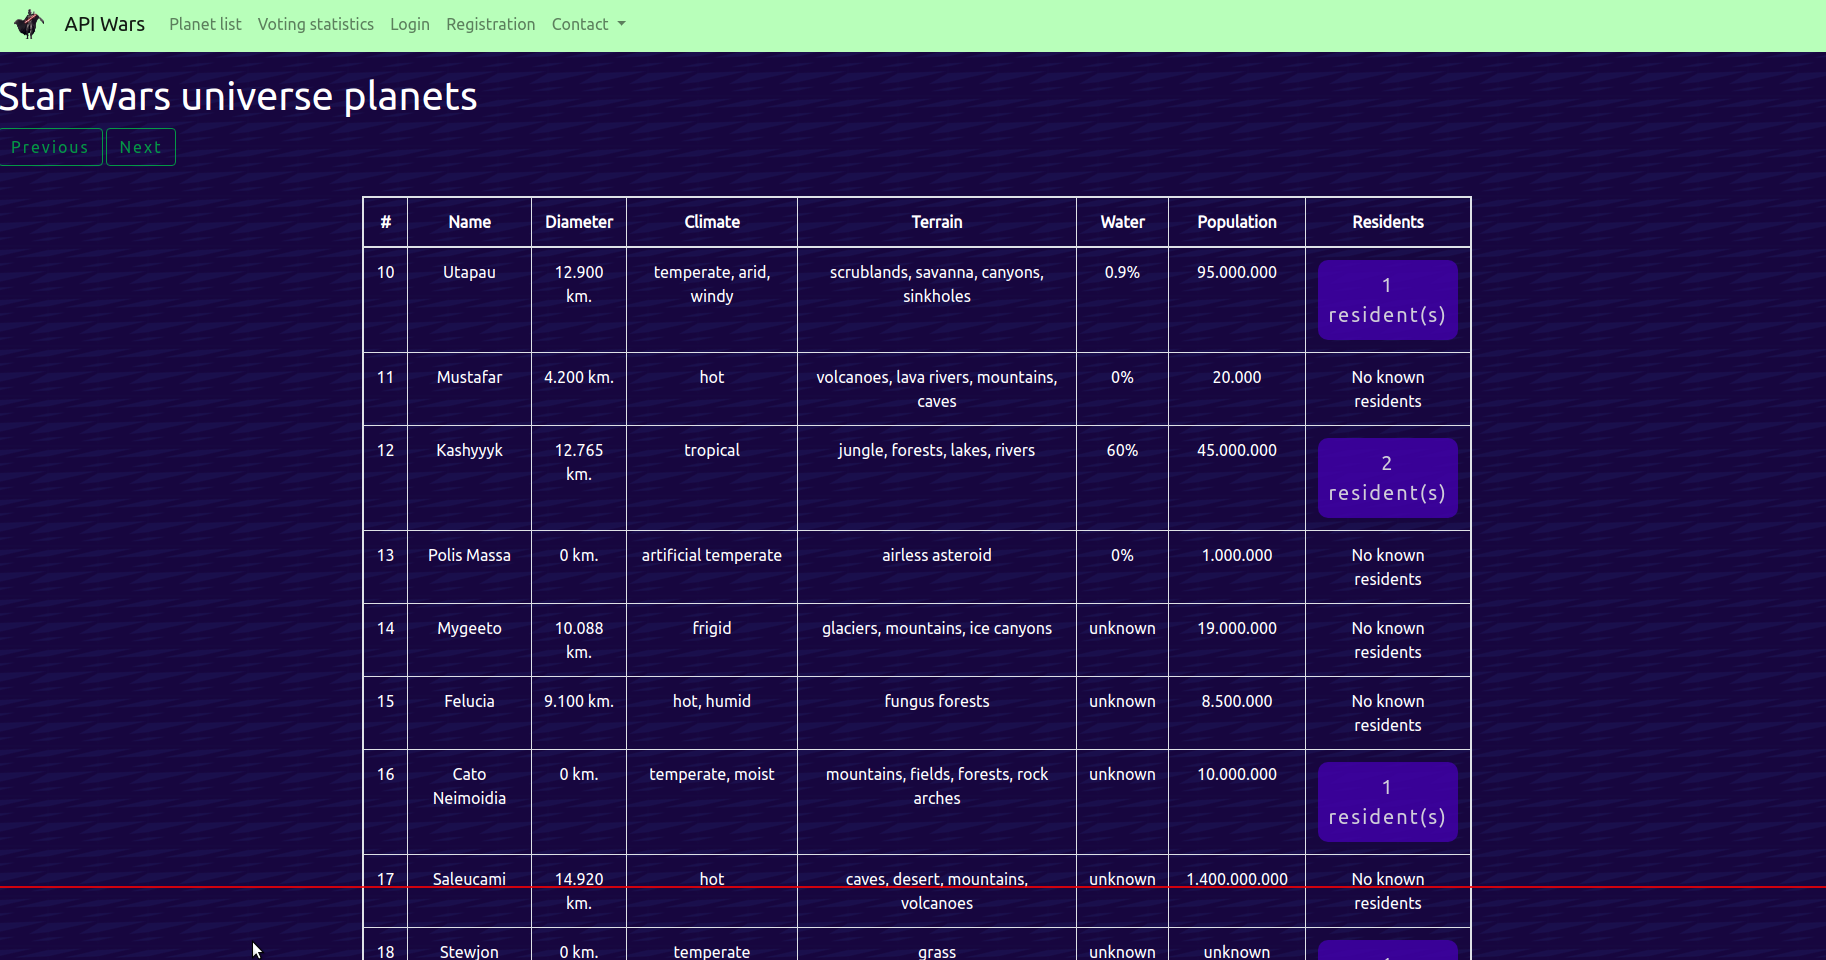 API Wars Planet list Voting statistics Login Registration Contact
Star Wars universe planets
Previous Next
# Name Diameter Climate Terrain Water Population Residents
10 Utapau 12.900 temperate, arid, scrublands, savanna, canyons, 0.9% 95.000.000 1
km. windy sinkholes resident(s)
11 Mustafar 4.200 km. hot volcanoes, lava rivers, mountains, 0% 20.000 No known
caves residents
12 Kashyyyk 12.765 tropical jungle, forests, lakes, rivers 60% 45.000.000 2
km. resident(s)
13 Polis Massa 0 km. artificial temperate airless asteroid 0% 1.000.000 No known
residents
14 Mygeeto 10.088 frigid glaciers, mountains, ice canyons unknown 19.000.000 No known
km. residents
15 Felucia 9.100 km. hot, humid fungus forests unknown 8.500.000 No known
residents
16 Cato 0 km. temperate, moist mountains, fields, forests, rock unknown 10.000.000 1
Neimoidia arches resident(s)
17 Saleucami 14.920 hot caves, desert, mountains, unknown 1.400.000.000 No known
km. volcanoes residents
18 Stewjon 0 km. temperate grass unknown unknown